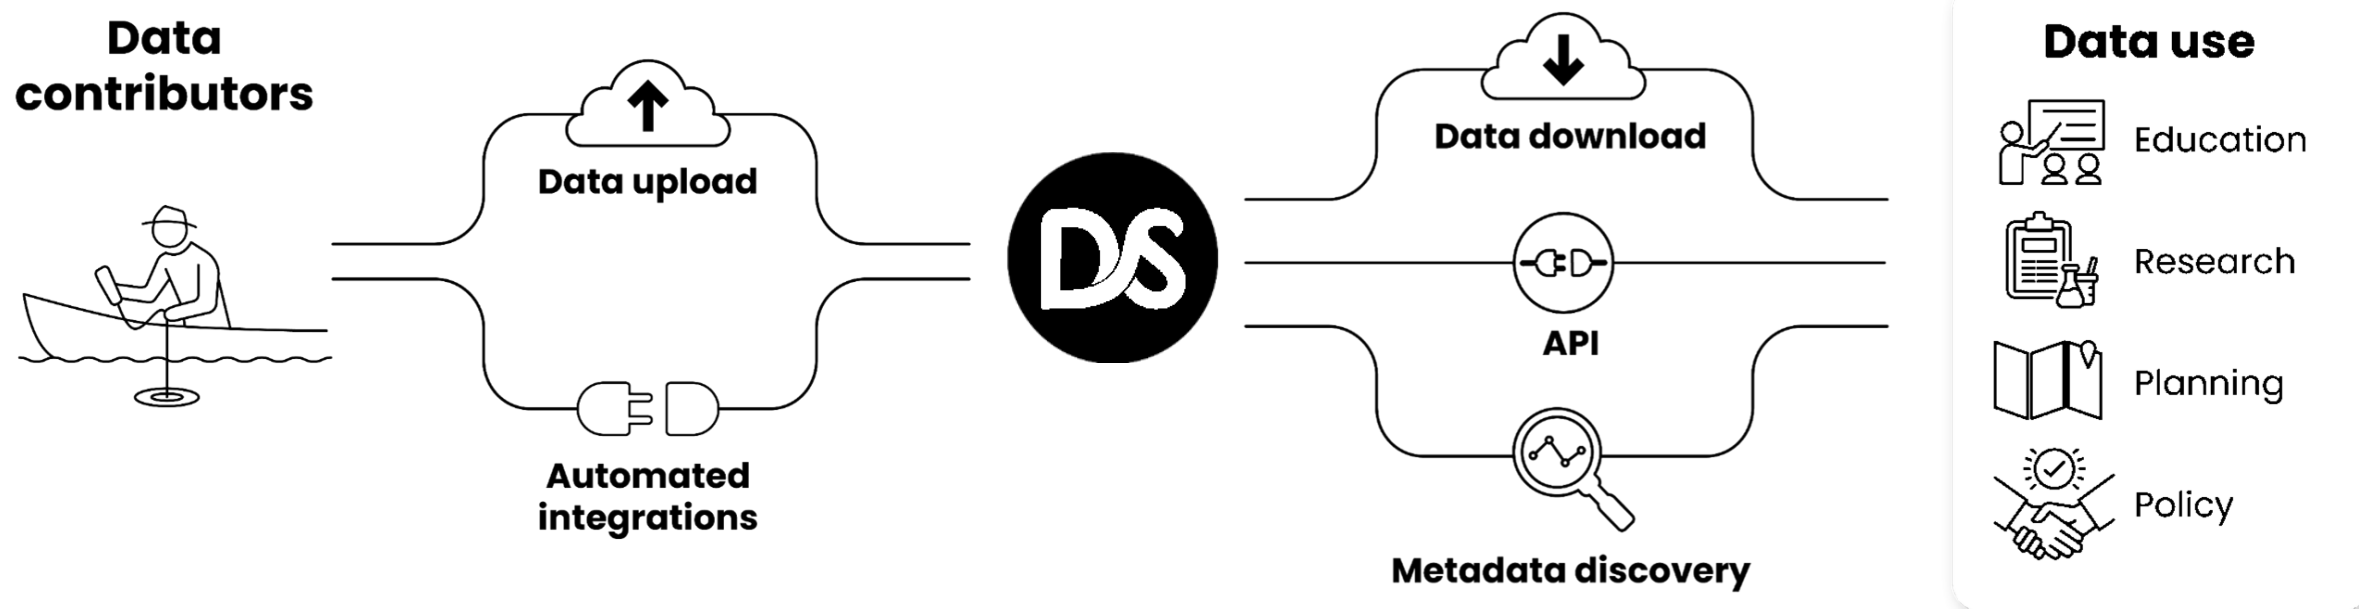 Data
contributors
Data upload
Automated
integrations
DS
Data download
API
Metadata discovery
Data use
Education
Research
Planning
Policy